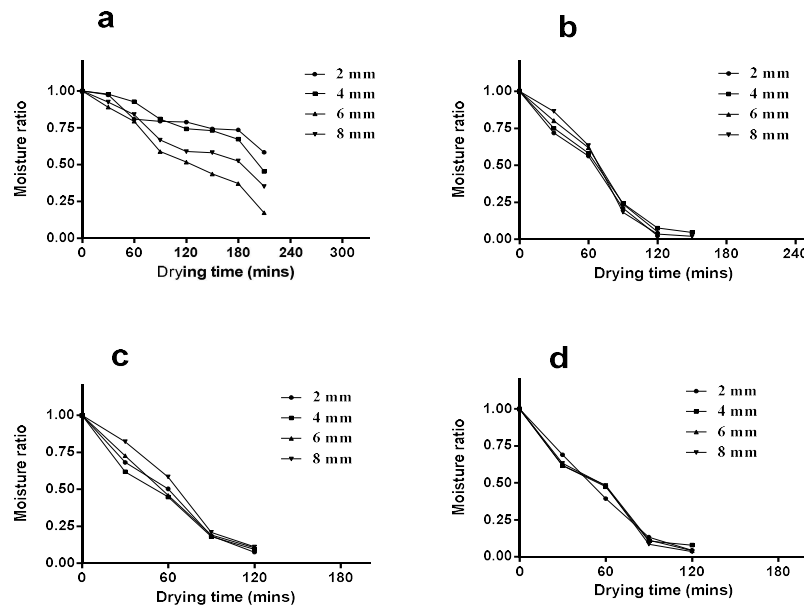 a
1.00
0.75
0.50
0.25
0.00
Moisture ratio
0 60 120 180 240 300
Drying time (mins)
2 mm
4 mm
6 mm
8 mm
b
1.00
0.75
0.50
0.25
0.00
Moisture ratio
0 60 120 180 240
Drying time (mins)
2 mm
4 mm
6 mm
8 mm
c
1.00
0.75
0.50
0.25
0.00
Moisture ratio
0 60 120 180
Drying time (mins)
2 mm
4 mm
6 mm
8 mm
d
1.00
0.75
0.50
0.25
0.00
Moisture ratio
0 60 120 180
Drying time (mins)
2 mm
4 mm
6 mm
8 mm